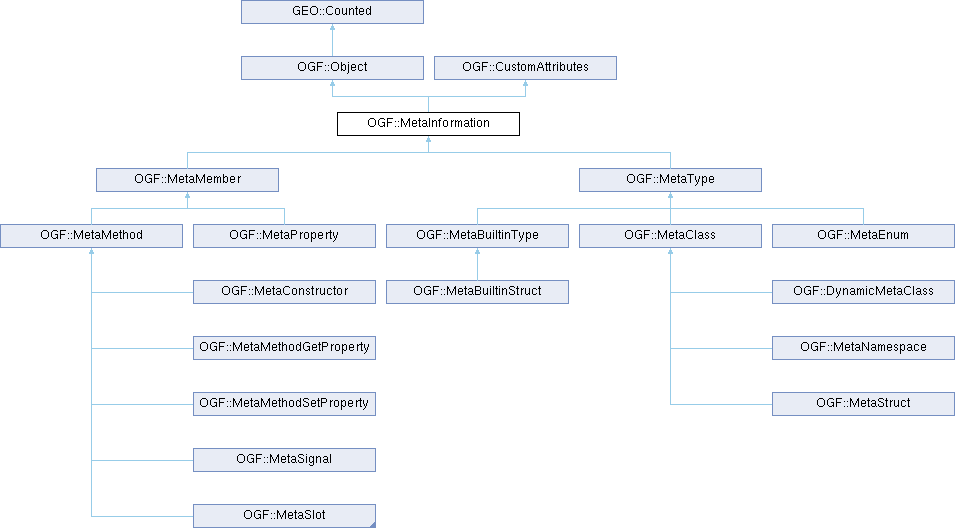 GEO::Counted
OGF::Object
OGF::CustomAttributes
OGF::MetaInformation
OGF::MetaMember
OGF::MetaType
OGF::MetaMethod
OGF::MetaProperty
OGF::MetaBuiltinType
OGF::MetaClass
OGF::MetaEnum
OGF::MetaConstructor
OGF::MetaBuiltinStruct
OGF::DynamicMetaClass
OGF::MetaMethodGetProperty
OGF::MetaNamespace
OGF::MetaMethodSetProperty
OGF::MetaStruct
OGF::MetaSignal
OGF::MetaSlot